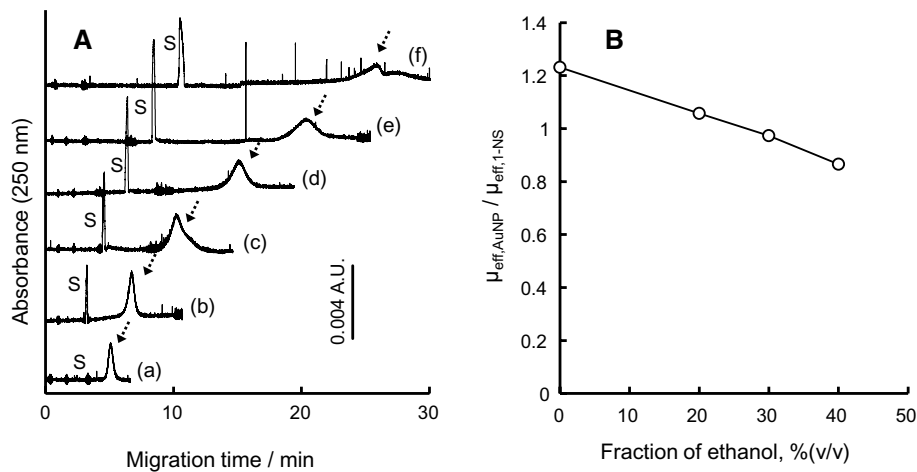 A
B
S
(f)
S
(e)
S
(d)
S
(c)
S
(b)
S
(a)
0.004 A.U.
Absorbance (250 nm)
0 10 20 30
Migration time / min
1.4
1.2
1
0.8
0.6
0.4
0.2
0
μeff,AuNP / μeff,1-NS
0 10 20 30 40 50
Fraction of ethanol, %(v/v)